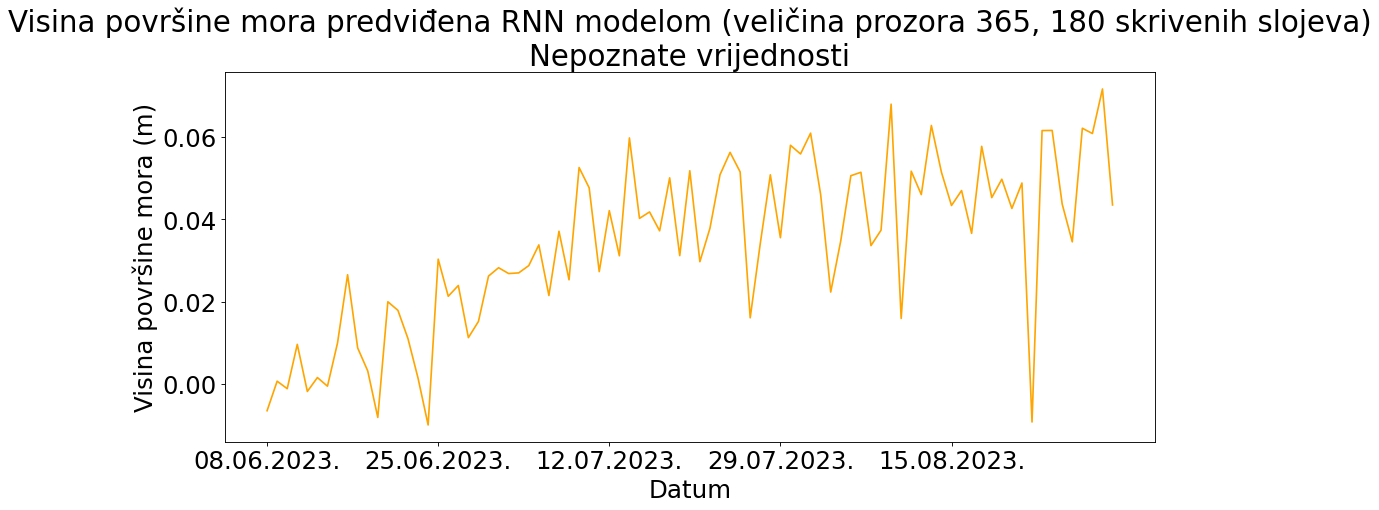 Visina površine mora predviđena RNN modelom (veličina prozora 365, 180 skrivenih slojeva)
Nepoznate vrijednosti
Visina površine mora (m)
0.06
0.04
0.02
0.00
08.06.2023. 25.06.2023. 12.07.2023. 29.07.2023. 15.08.2023.
Datum